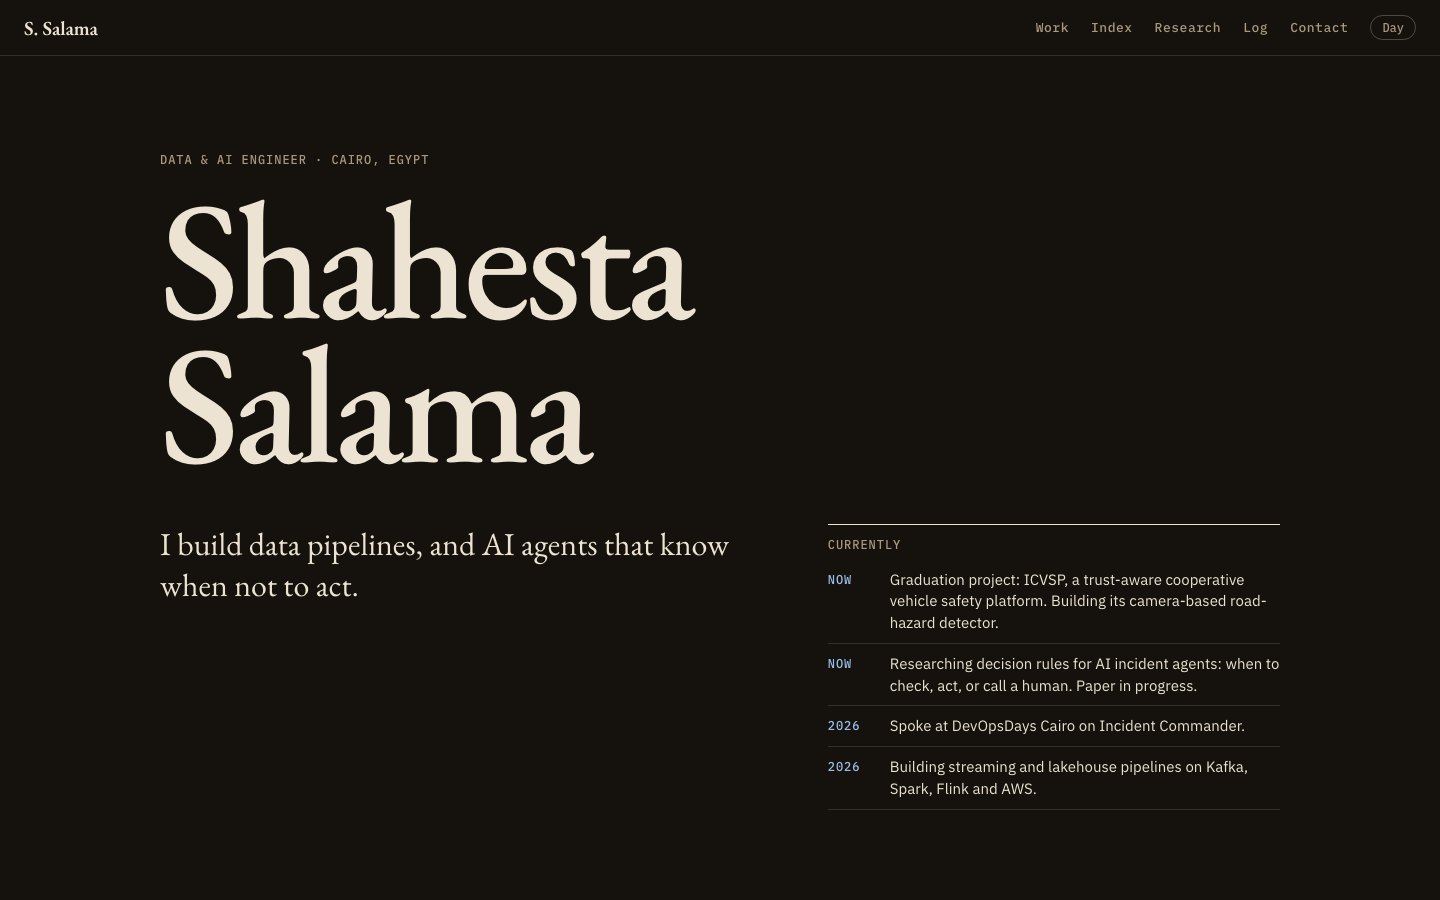 S. Salama
Work Index Research Log Contact Day
DATA & AI ENGINEER · CAIRO, EGYPT
Shahesta
Salama
I build data pipelines, and AI agents that know
when not to act.
CURRENTLY
NOW Graduation project: ICVSP, a trust-aware cooperative
vehicle safety platform. Building its camera-based road-
hazard detector.
NOW Researching decision rules for AI incident agents: when to
check, act, or call a human. Paper in progress.
2026 Spoke at DevOpsDays Cairo on Incident Commander.
2026 Building streaming and lakehouse pipelines on Kafka,
Spark, Flink and AWS.